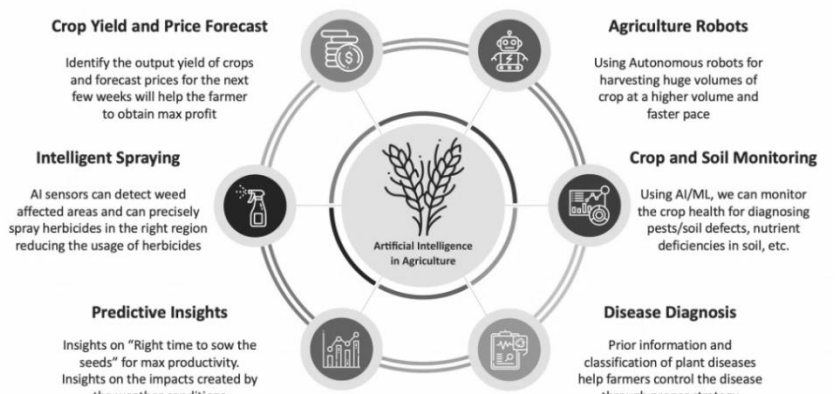 Crop Yield and Price Forecast
Identify the output yield of crops
and forecast prices for the next
few weeks will help the farmer
to obtain max profit
Agriculture Robots
Using Autonomous robots for
harvesting huge volumes of
crop at a higher volume and
faster pace
Intelligent Spraying
AI sensors can detect weed
affected areas and can precisely
spray herbicides in the right region
reducing the usage of herbicides
Artificial Intelligence
in Agriculture
Crop and Soil Monitoring
Using AI/ML, we can monitor
the crop health for diagnosing
pests/soil defects, nutrient
deficiencies in soil, etc.
Predictive Insights
Insights on “Right time to sow the
seeds” for max productivity.
Insights on the impacts created by
the weather conditions
Disease Diagnosis
Prior information and
classification of plant diseases
help farmers control the disease
through proper strategy